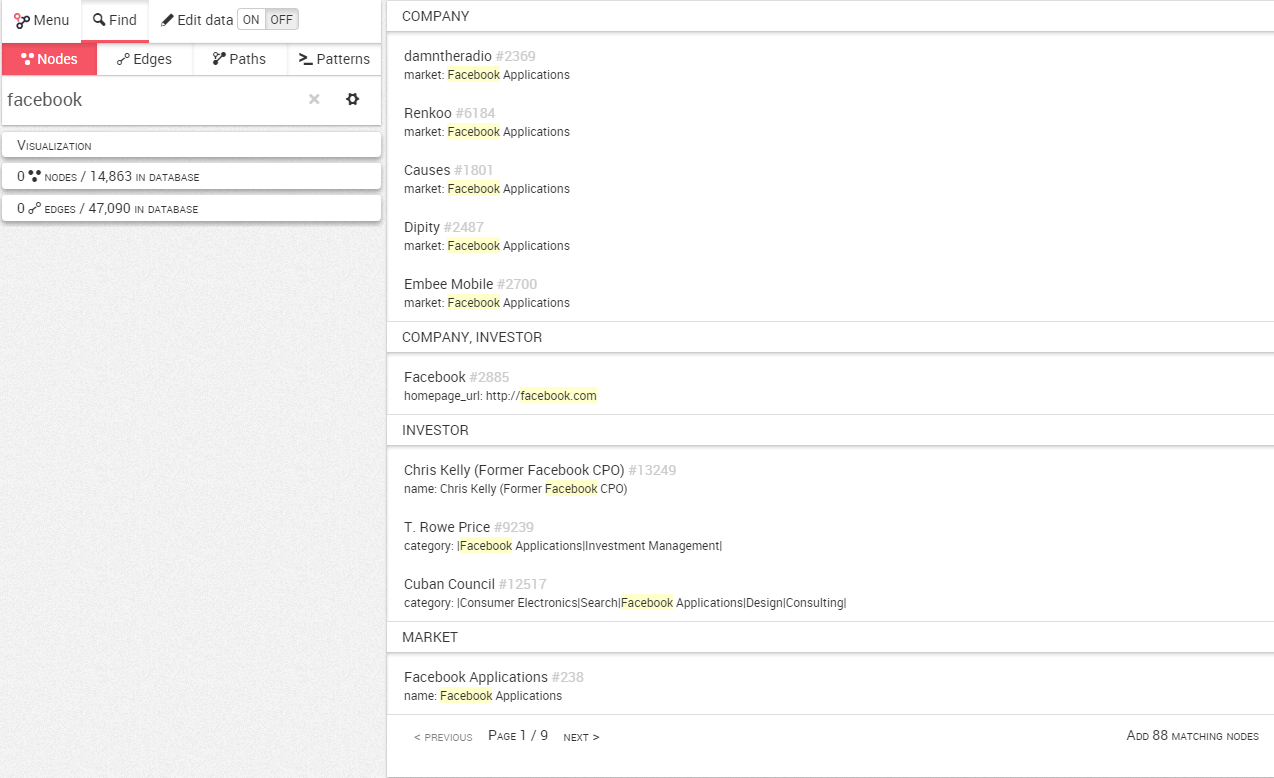 Menu Find Edit data ON OFF
Nodes Edges Paths Patterns
facebook
Visualization
0 nodes / 14,863 in database
0 edges / 47,090 in database
COMPANY
damntheradio #2369
market: Facebook Applications
Renkoo #6184
market: Facebook Applications
Causes #1801
market: Facebook Applications
Dipity #2487
market: Facebook Applications
Embee Mobile #2700
market: Facebook Applications
COMPANY, INVESTOR
Facebook #2885
homepage_url: http://facebook.com
INVESTOR
Chris Kelly (Former Facebook CPO) #13249
name: Chris Kelly (Former Facebook CPO)
T. Rowe Price #9239
category: |Facebook Applications|Investment Management|
Cuban Council #12517
category: |Consumer Electronics|Search|Facebook Applications|Design|Consulting|
MARKET
Facebook Applications #238
name: Facebook Applications
< previous Page 1 / 9 next > Add 88 matching nodes